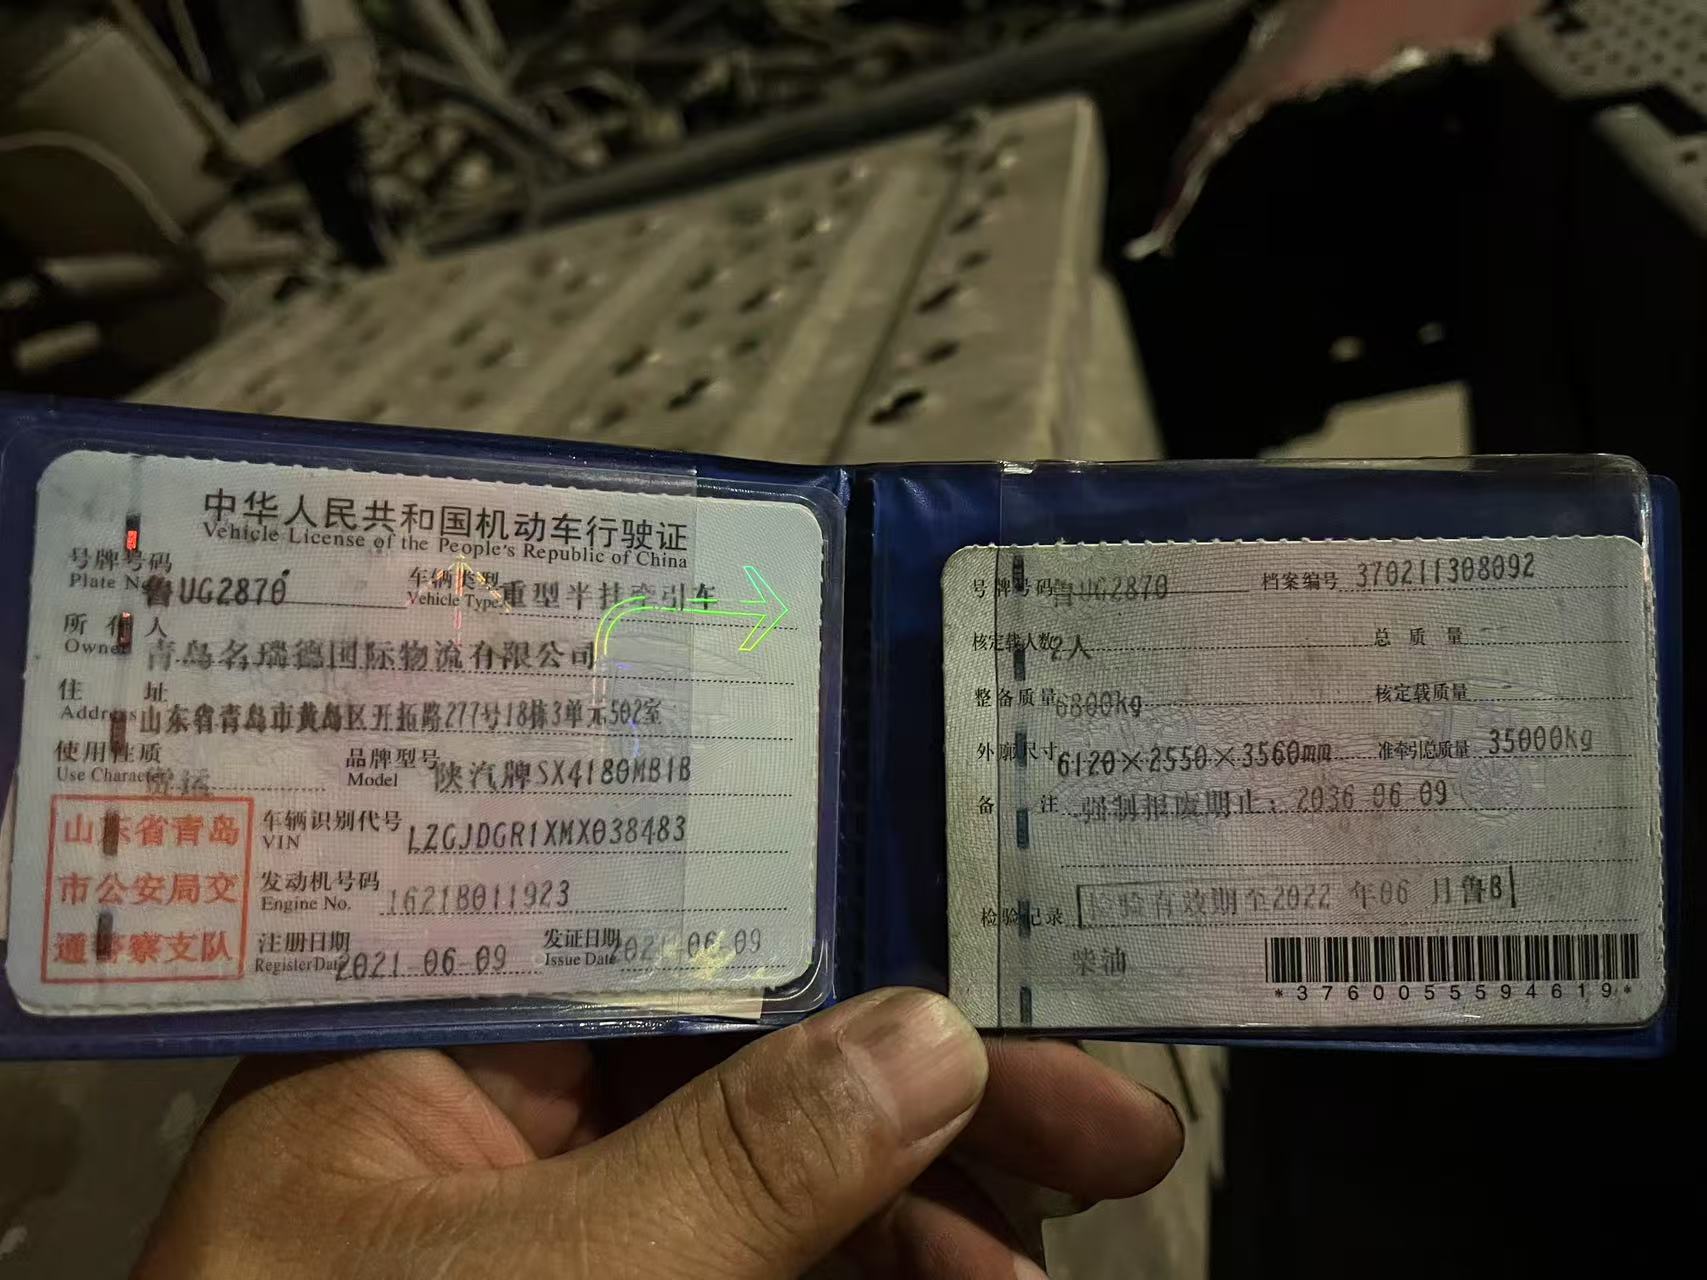 中华人民共和国机动车行驶证
Vehicle License of the People's Republic of China
号牌号码 鲁UG2870 车辆类型 重型半挂牵引车
Plate No. Vehicle Type
所有人 青岛名瑞德国际物流有限公司
Owner
住址 山东省青岛市黄岛区开拓路277号18栋3单元502室
Address
使用性质 货运 品牌型号 陕汽牌SX4180MB1B
Use Character Model
山东省青岛
市公安局交
通警察支队
车辆识别代号 LZGJDGR1XMX038483
VIN
发动机号码 1621B011923
Engine No.
注册日期 2021-06-09 发证日期 2021-06-09
Register Date Issue Date
号牌号码 鲁UG2870 档案编号 370211308092
核定载人数 2人 总质量
整备质量 6800kg 核定载质量
外廓尺寸 6120×2550×3560mm 准牵引总质量 35000kg
备注 强制报废期止:2036-06-09
检验记录 检验有效期至2022年06月鲁B
柴油
*3760055594619*